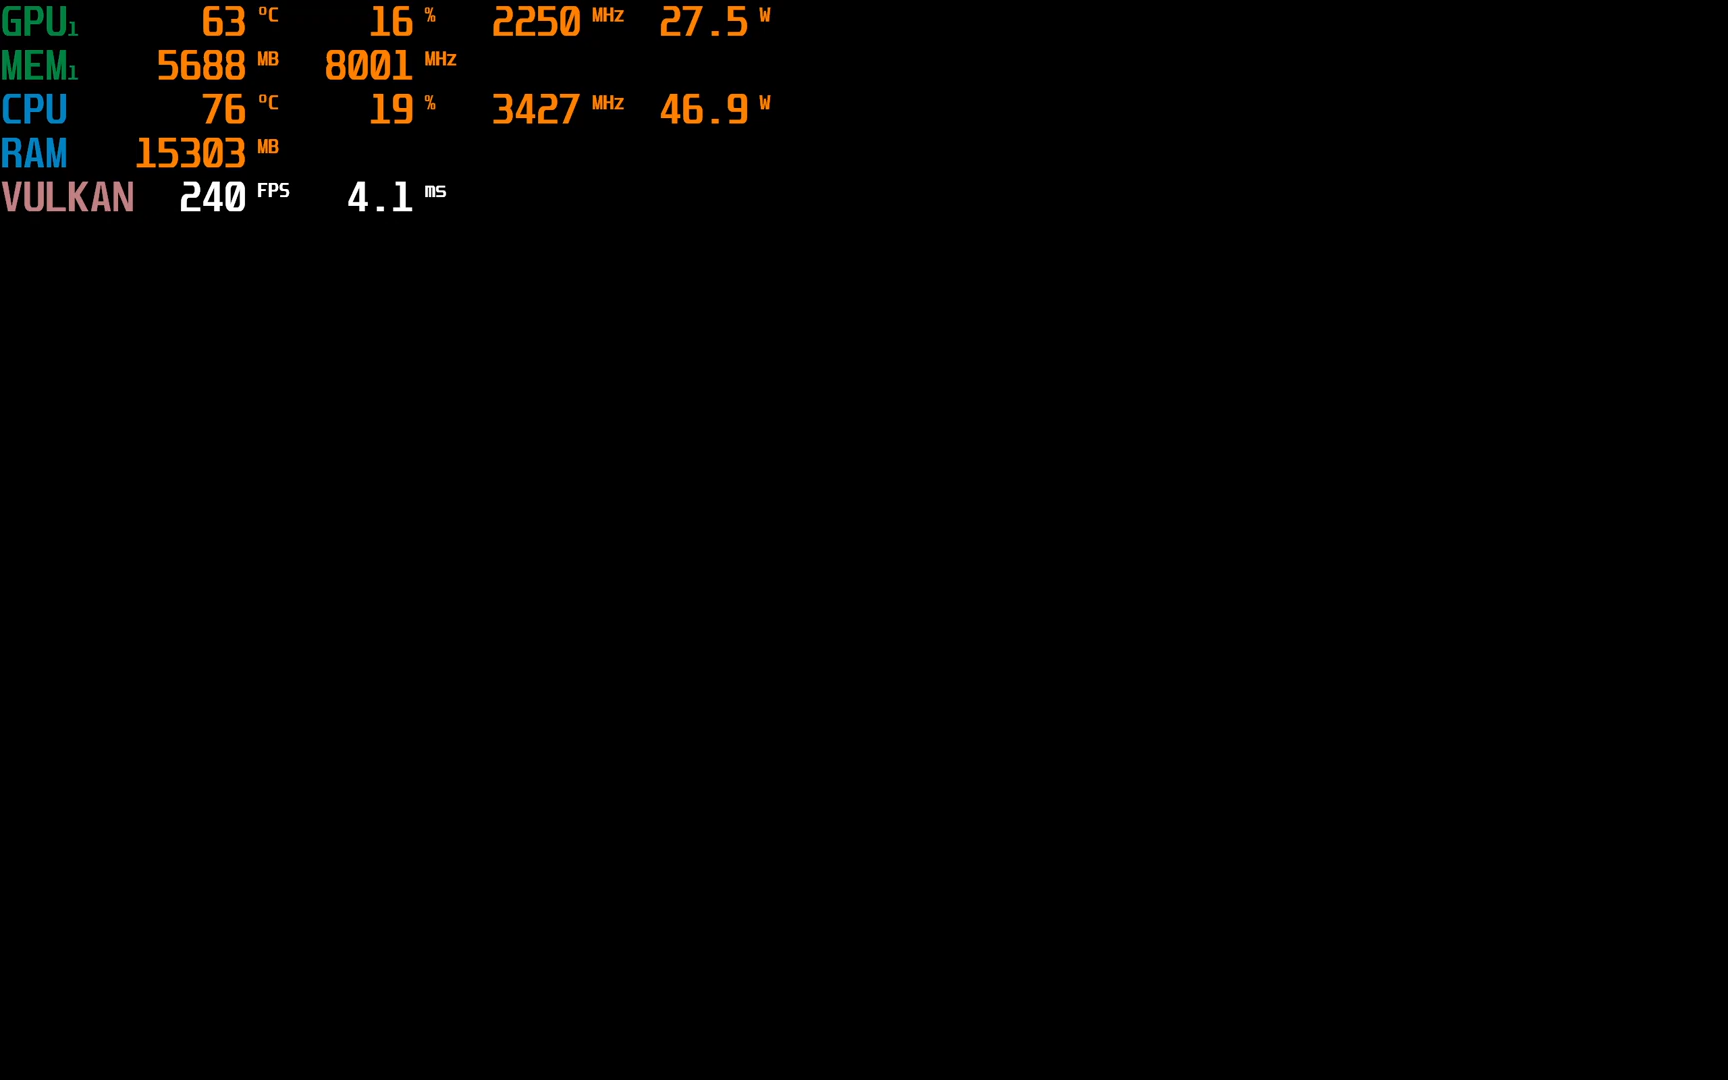 GPU1 63 °C 16 % 2250 MHz 27.5 W
MEM1 5688 MB 8001 MHz
CPU 76 °C 19 % 3427 MHz 46.9 W
RAM 15303 MB
VULKAN 240 FPS 4.1 ms